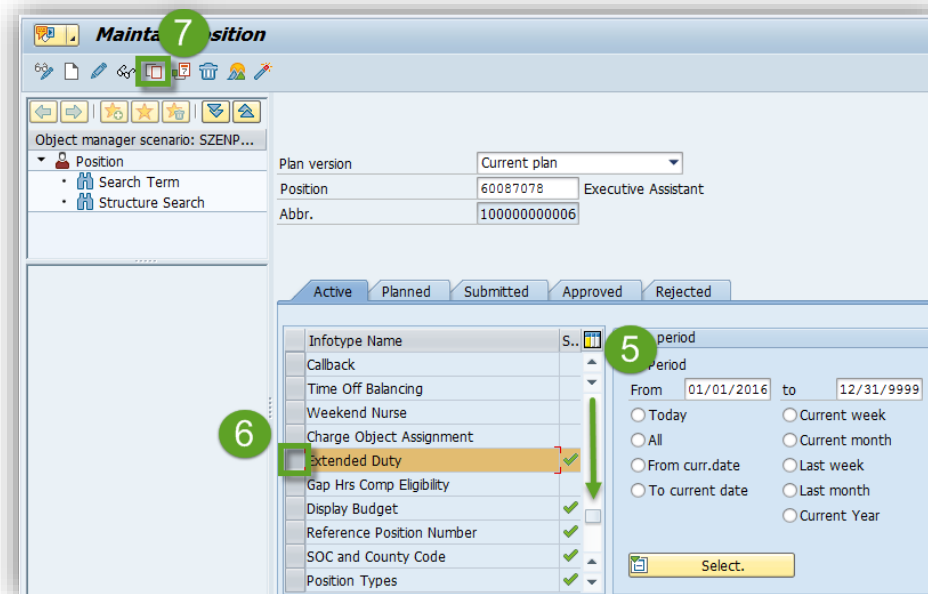 Mainta sition
7
Object manager scenario: SZENP...
Position
Search Term
Structure Search
Plan version Current plan
Position 60087078 Executive Assistant
Abbr. 100000000006
Active Planned Submitted Approved Rejected
Infotype Name S..
5
period
Callback
Period
Time Off Balancing
From 01/01/2016 to 12/31/9999
Weekend Nurse
Today Current week
6
Charge Object Assignment
All Current month
Extended Duty
From curr.date Last week
Gap Hrs Comp Eligibility
To current date Last month
Display Budget
Current Year
Reference Position Number
SOC and County Code
Select.
Position Types